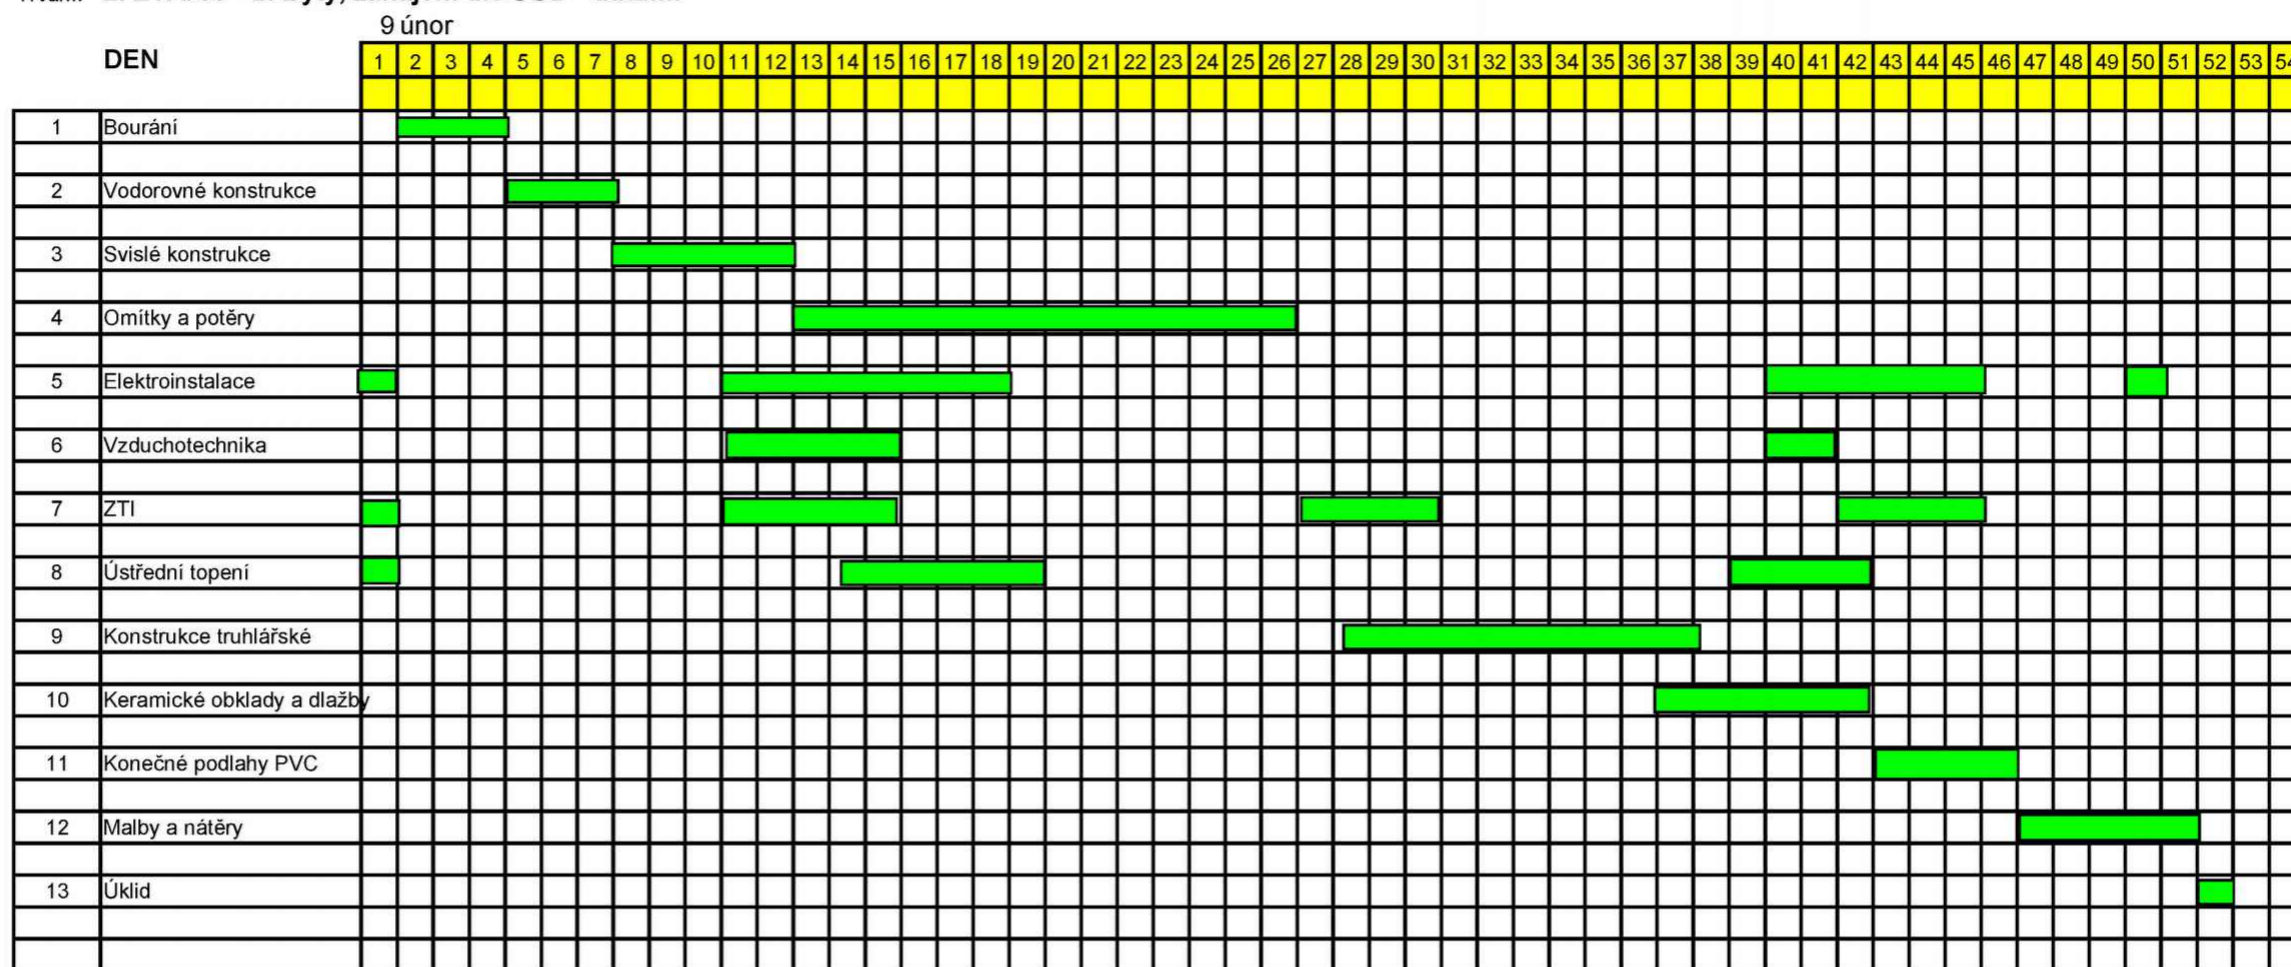 9 únor
DEN 1 2 3 4 5 6 7 8 9 10 11 12 13 14 15 16 17 18 19 20 21 22 23 24 25 26 27 28 29 30 31 32 33 34 35 36 37 38 39 40 41 42 43 44 45 46 47 48 49 50 51 52 53
1 Bourání
2 Vodorovné konstrukce
3 Svislé konstrukce
4 Omítky a potěry
5 Elektroinstalace
6 Vzduchotechnika
7 ZTI
8 Ústřední topení
9 Konstrukce truhlářské
10 Keramické obklady a dlažby
11 Konečné podlahy PVC
12 Malby a nátěry
13 Úklid